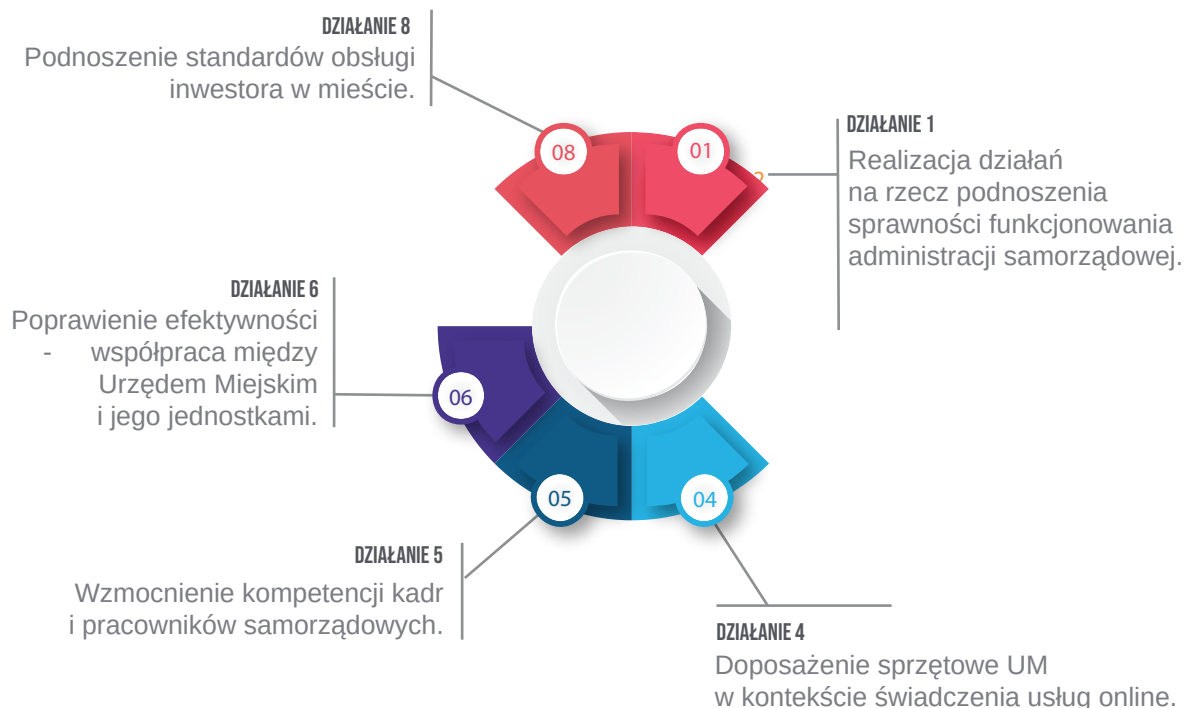 DZIAŁANIE 8
Podnoszenie standardów obsługi
inwestora w mieście.
08
01
DZIAŁANIE 1
Realizacja działań
na rzecz podnoszenia
sprawności funkcjonowania
administracji samorządowej.
DZIAŁANIE 6
Poprawienie efektywności
- współpraca między
Urzędem Miejskim
i jego jednostkami.
06
05
04
DZIAŁANIE 5
Wzmocnienie kompetencji kadr
i pracowników samorządowych.
DZIAŁANIE 4
Doposażenie sprzętowe UM
w kontekście świadczenia usług online.